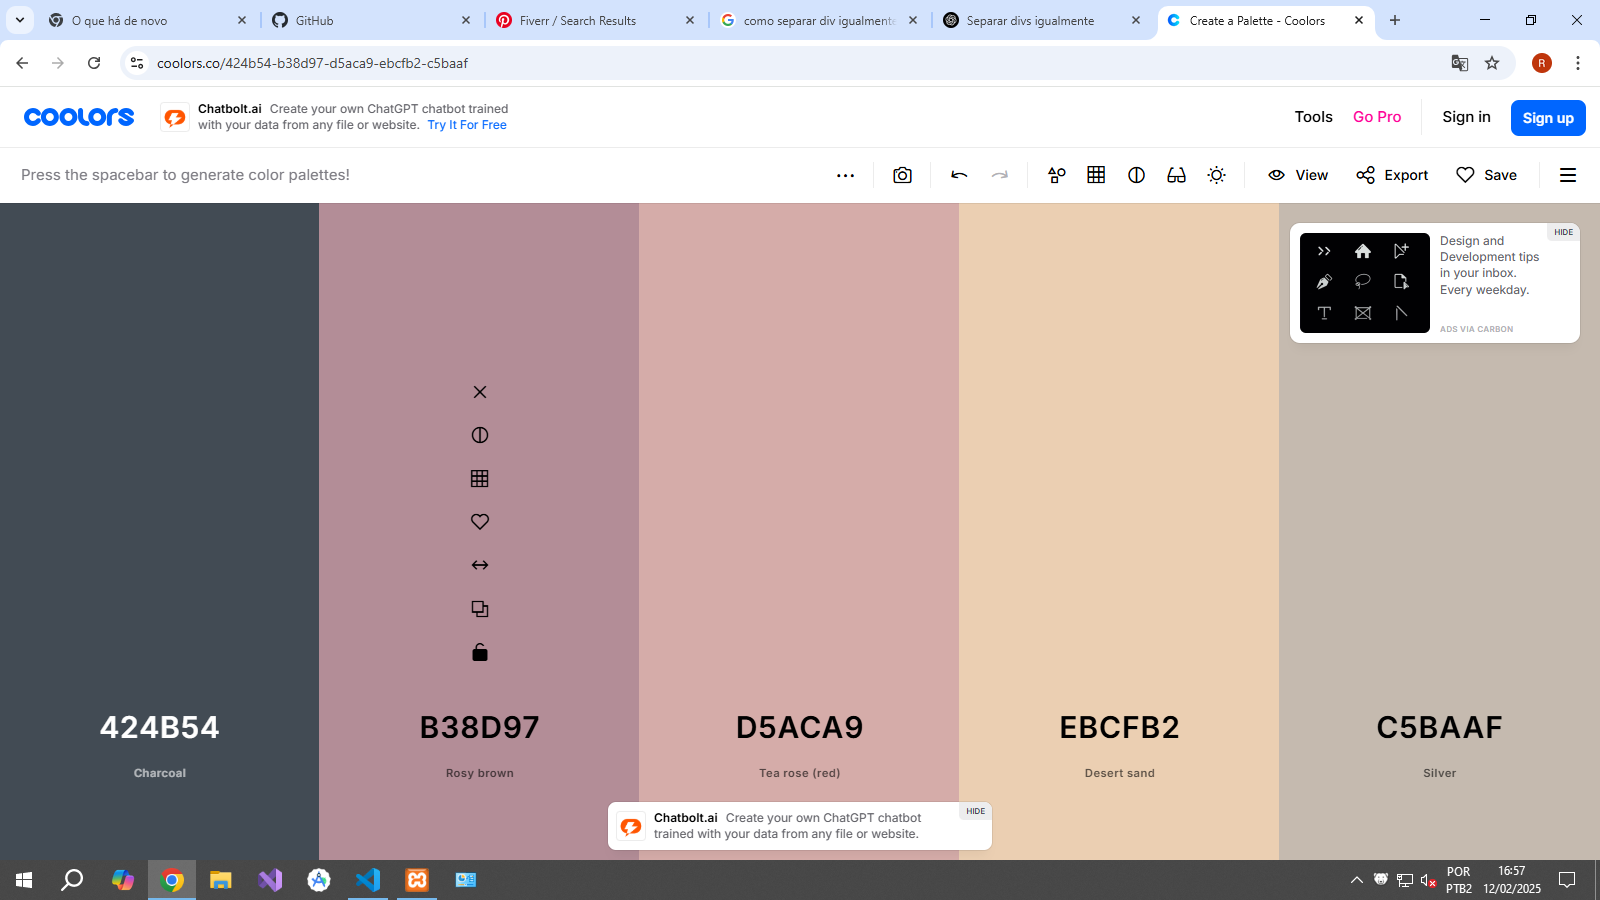 O que há de novo
GitHub
Fiverr / Search Results
como separar div igualmente
Separar divs igualmente
Create a Palette - Coolors
coolors.co/424b54-b38d97-d5aca9-ebcfb2-c5baaf
R
coolors
Chatbolt.ai Create your own ChatGPT chatbot trained
with your data from any file or website. Try It For Free
Tools
Go Pro
Sign in
Sign up
Press the spacebar to generate color palettes!
View
Export
Save
HIDE
Design and
Development tips
in your inbox.
Every weekday.
ADS VIA CARBON
424B54
Charcoal
B38D97
Rosy brown
D5ACA9
Tea rose (red)
EBCFB2
Desert sand
C5BAAF
Silver
HIDE
Chatbolt.ai Create your own ChatGPT chatbot
trained with your data from any file or website.
POR
PTB2
16:57
12/02/2025